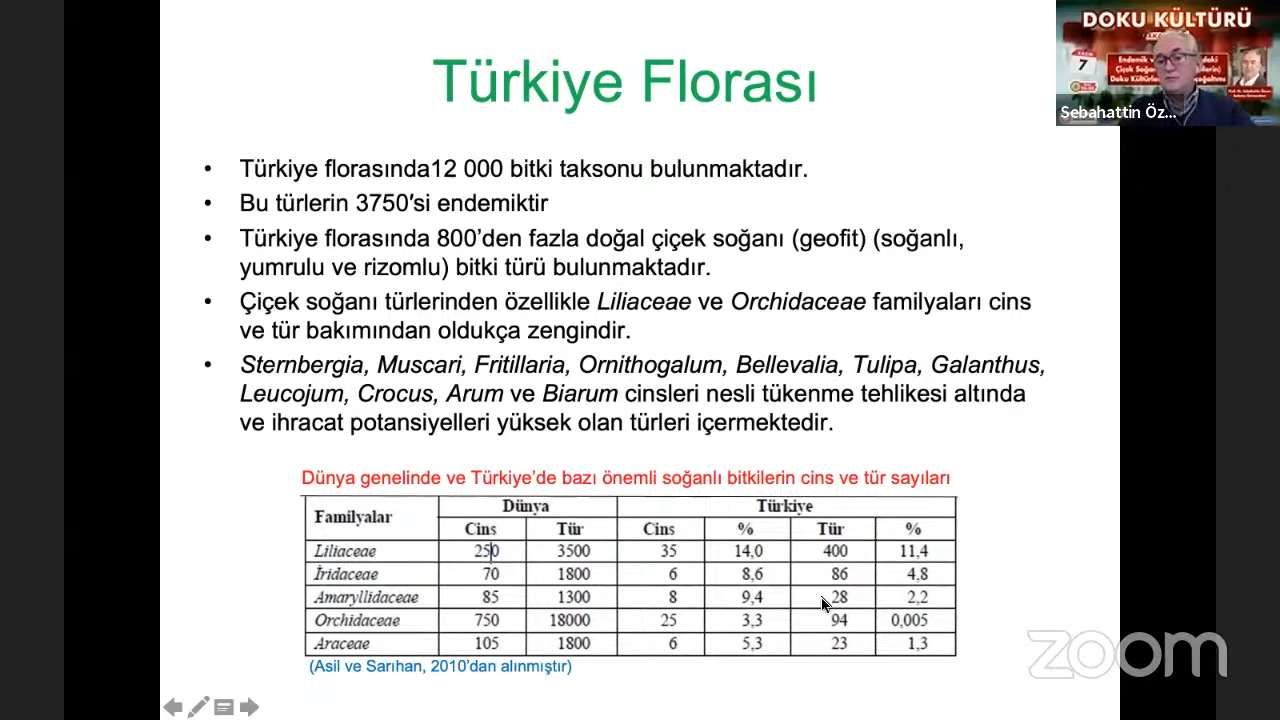 Türkiye Florası
• Türkiye florasında12 000 bitki taksonu bulunmaktadır.
• Bu türlerin 3750'si endemiktir
• Türkiye florasında 800'den fazla doğal çiçek soğanı (geofit) (soğanlı,
yumrulu ve rizomlu) bitki türü bulunmaktadır.
• Çiçek soğanı türlerinden özellikle Liliaceae ve Orchidaceae familyaları cins
ve tür bakımından oldukça zengindir.
• Sternbergia, Muscari, Fritillaria, Ornithogalum, Bellevalia, Tulipa, Galanthus,
Leucojum, Crocus, Arum ve Biarum cinsleri nesli tükenme tehlikesi altında
ve ihracat potansiyelleri yüksek olan türleri içermektedir.
Dünya genelinde ve Türkiye'de bazı önemli soğanlı bitkilerin cins ve tür sayıları
Familyalar Dünya Türkiye
Cins Tür Cins % Tür %
Liliaceae 250 3500 35 14,0 400 11,4
İridaceae 70 1800 6 8,6 86 4,8
Amaryllidaceae 85 1300 8 9,4 28 2,2
Orchidaceae 750 18000 25 3,3 94 0,005
Araceae 105 1800 6 5,3 23 1,3
(Asil ve Sarıhan, 2010'dan alınmıştır)
DOKU KÜLTÜRÜ
7
Endemik
Çiçek Soğa
Doku Kültürle
Sebahattin Öz...
zoom